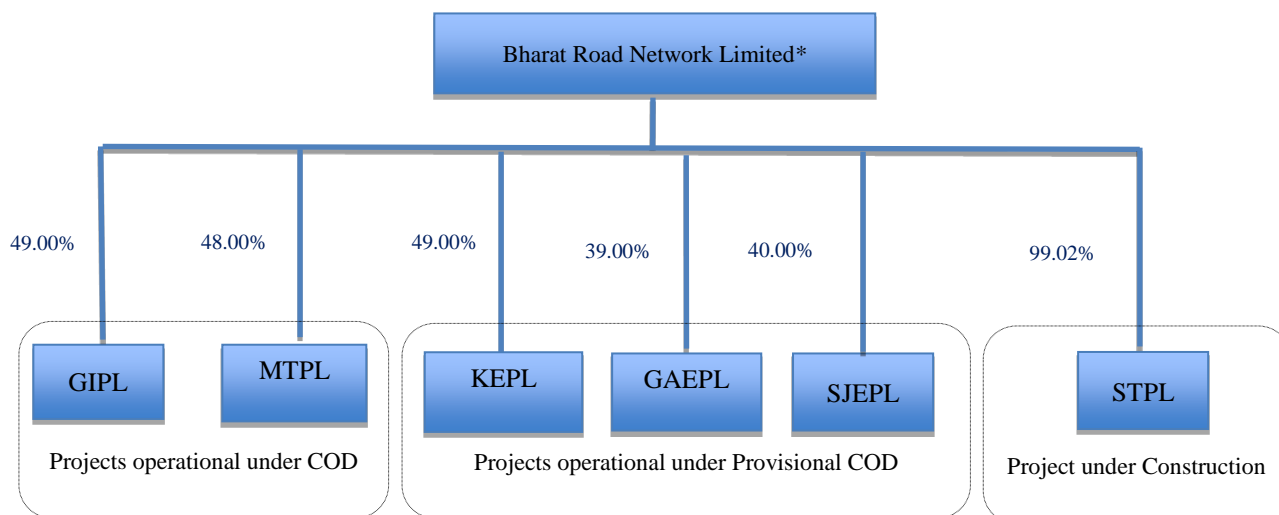 Bharat Road Network Limited*
49.00%
48.00%
49.00%
39.00%
40.00%
99.02%
GIPL
MTPL
KEPL
GAEPL
SJEPL
STPL
Projects operational under COD
Projects operational under Provisional COD
Project under Construction